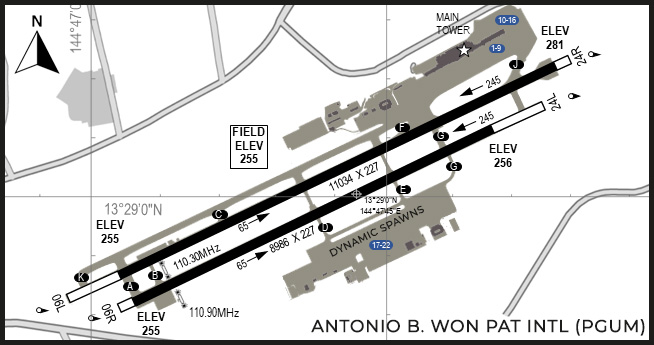 N
144°47'0
MAIN
TOWER
10-16
1-9
ELEV
281
24R
J
245
24L
245
F
G
FIELD
ELEV
255
ELEV
256
G
11034 X 227
13°29'0"N
144°47'45 E
E
13°29'0"N
C
65
D
DYNAMIC SPAWNS
17-22
ELEV
255
65
8986 X 227
110.30MHz
K
B
A
06L
06R
110.90MHz
ELEV
255
ANTONIO B. WON PAT INTL (PGUM)